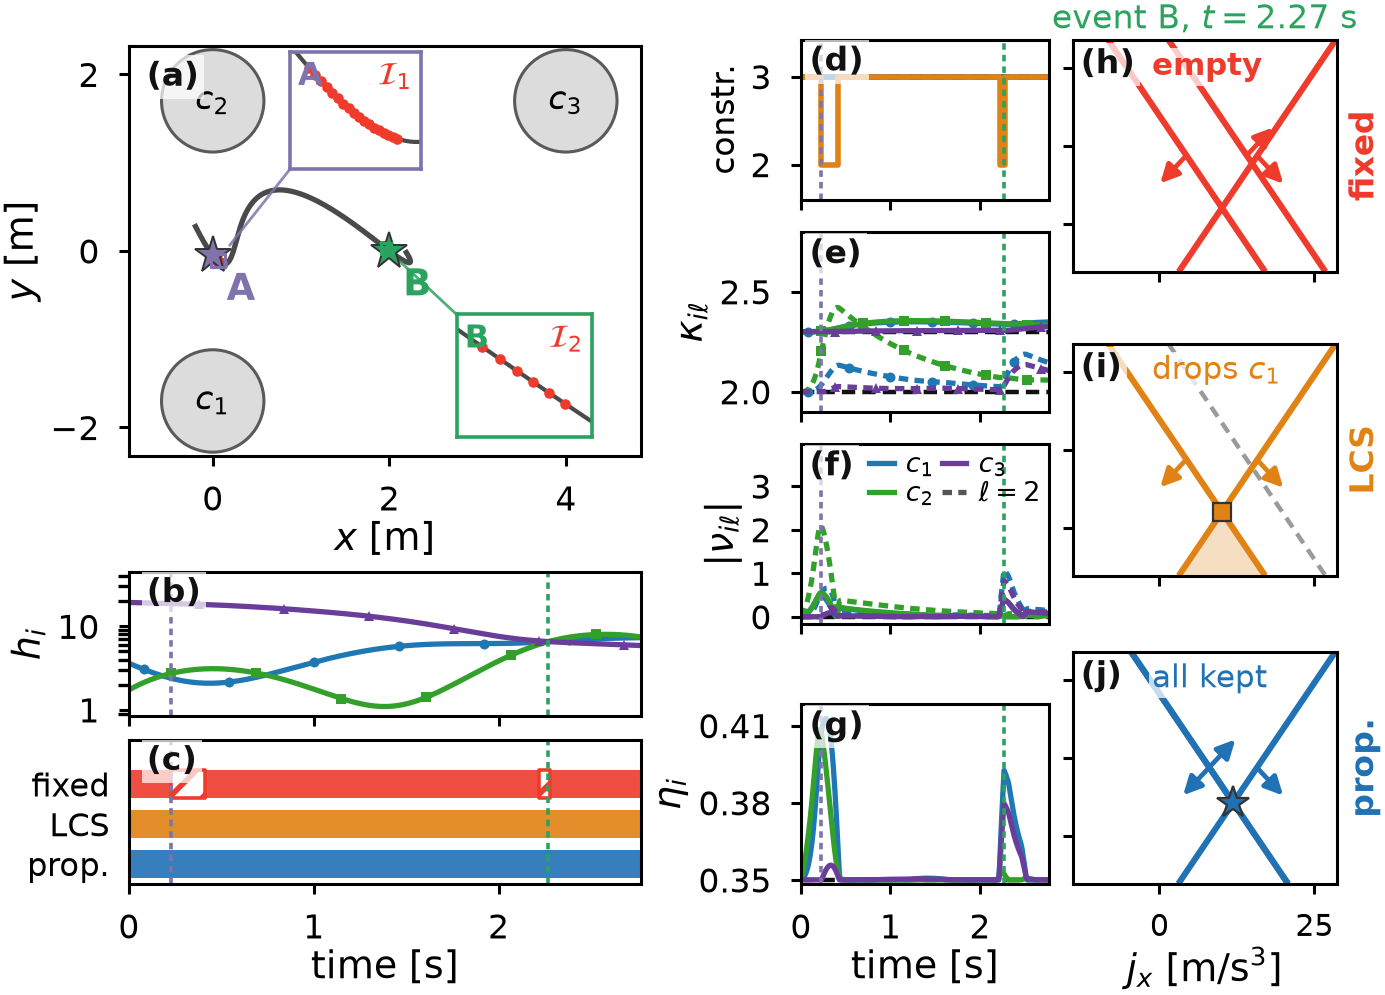 event B, t = 2.27 s
(a)
c₂
c₃
c₁
A
I₁
A
B
B
I₂
2
0
−2
y [m]
0
2
4
x [m]
(b)
10
1
hᵢ
(c)
fixed
LCS
prop.
0
1
2
time [s]
(d)
3
2
constr.
(e)
2.5
2.0
κᵢℓ
(f)
c₁
c₃
c₂
ℓ = 2
3
2
1
0
|νᵢℓ|
(g)
0.41
0.38
0.35
ηᵢ
0
1
2
time [s]
(h)
empty
fixed
(i)
drops c₁
LCS
(j)
all kept
prop.
0
25
jₓ [m/s³]